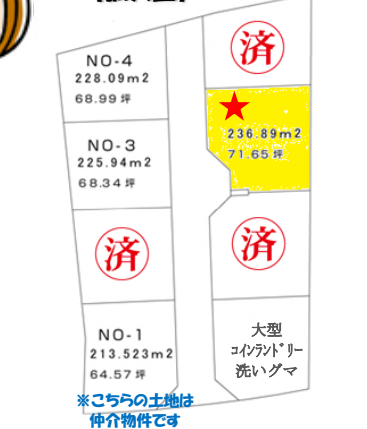 NO-4
228.09m2
68.99坪
済
236.89m2
71.65坪
NO-3
225.94m2
68.34坪
済
済
NO-1
213.523m2
64.57坪
大型
コインランドリー
洗いグマ
※こちらの土地は
仲介物件です